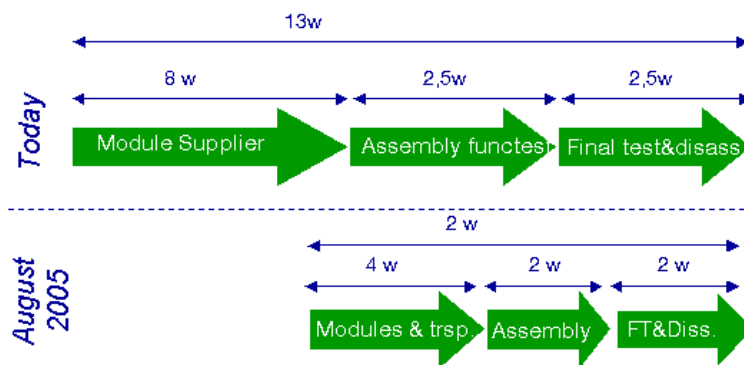 13w
8 w
2,5w
2,5w
Today
Module Supplier
Assembly functest
Final test&disass
2 w
4 w
2 w
2 w
August
2005
Modules & trsp.
Assembly
FT&Diss.